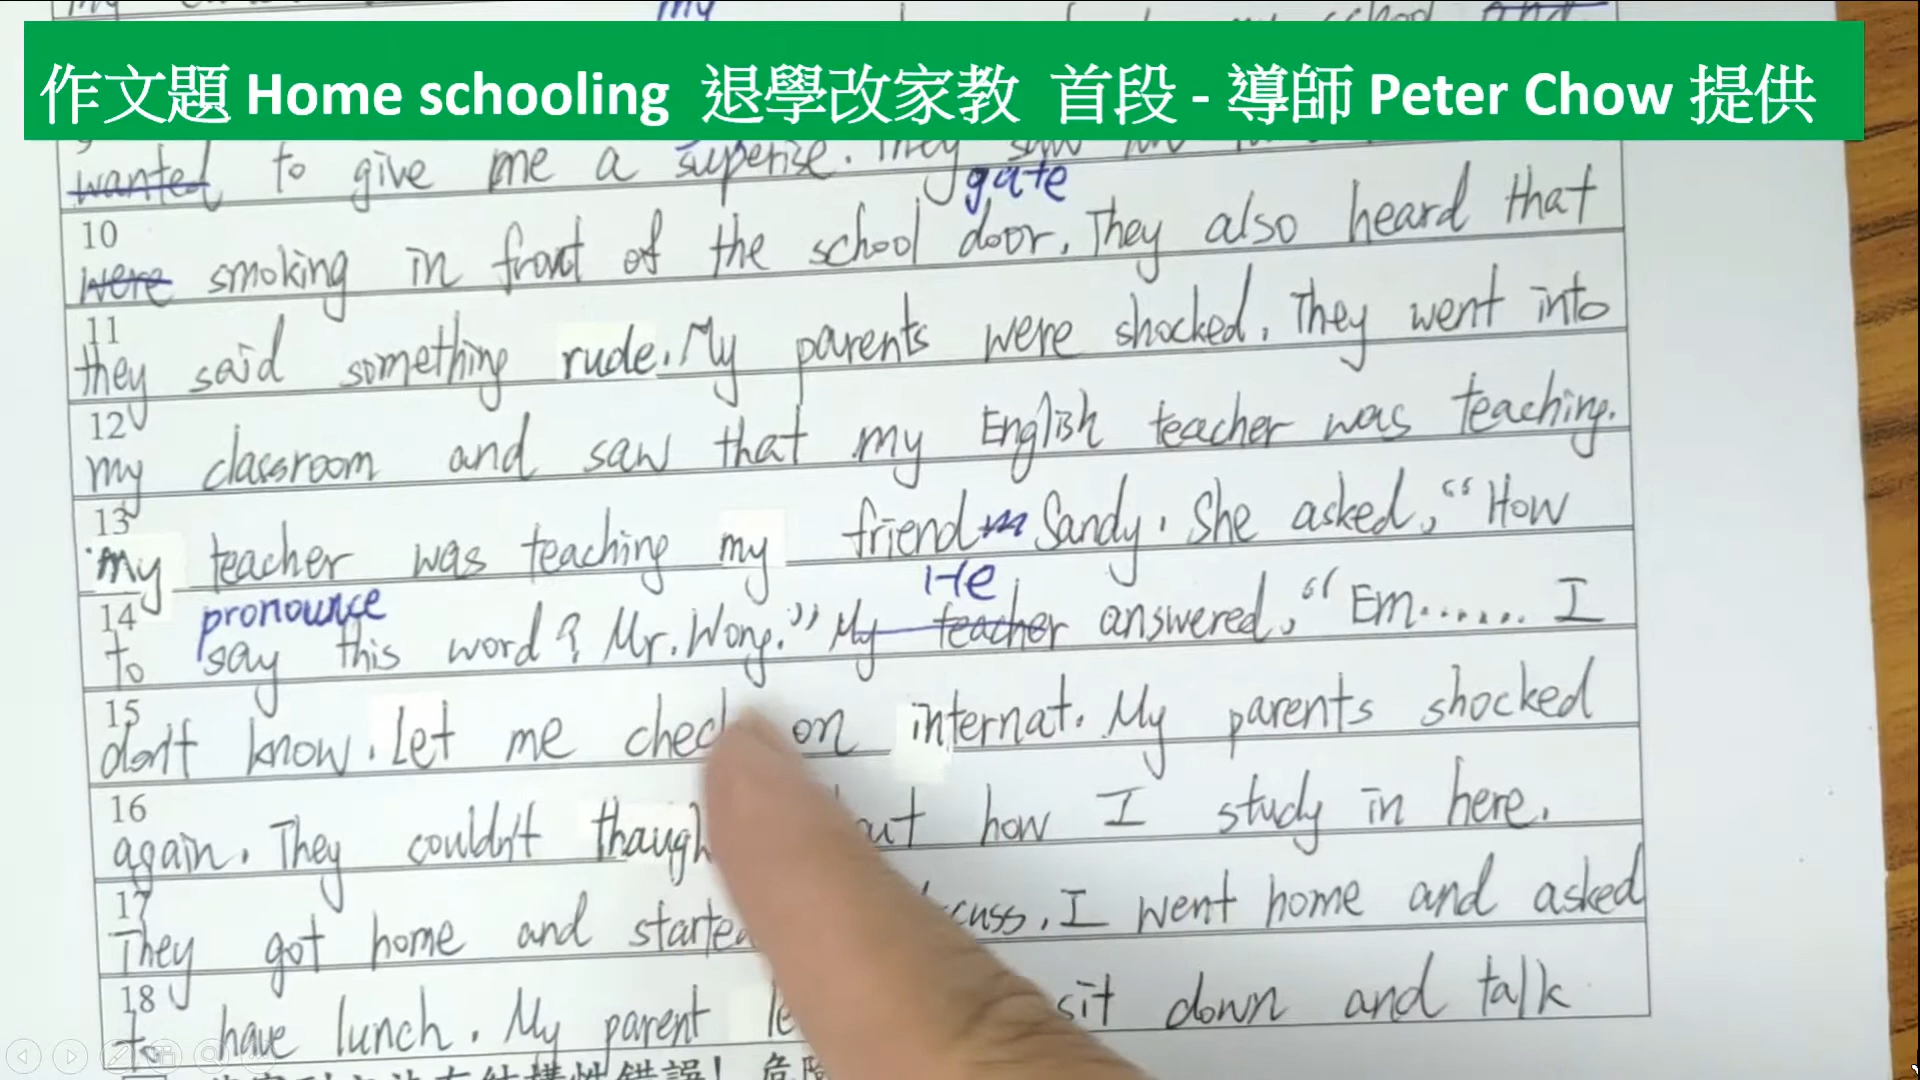 my
作文題 Home schooling 退學改家教 首段 - 導師 Peter Chow 提供
wanted to give me a superise. They saw
gate
10
were smoking in front of the school door. They also heard that
11
they said something rude. My parents were shocked. They went into
12
my classroom and saw that my English teacher was teaching.
13
my teacher was teaching my friend Sandy. She asked, "How
pronounce He
14
to say this word? Mr. Wong." My teacher answered, "Em...... I
15
don't know. Let me check on internat. My parents shocked
16
again. They couldn't how I study in here.
17
They got home and started I went home and asked
18
to have lunch. My parent sit down and talk